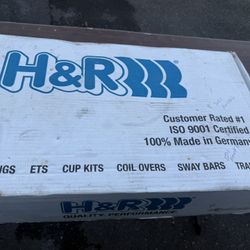 H&R
Customer Rated #1
ISO 9001 Certified
100% Made in Germany
NGS ETS CUP KITS COIL OVERS SWAY BARS TRA
H&R
QUALITY PERFORMANCE